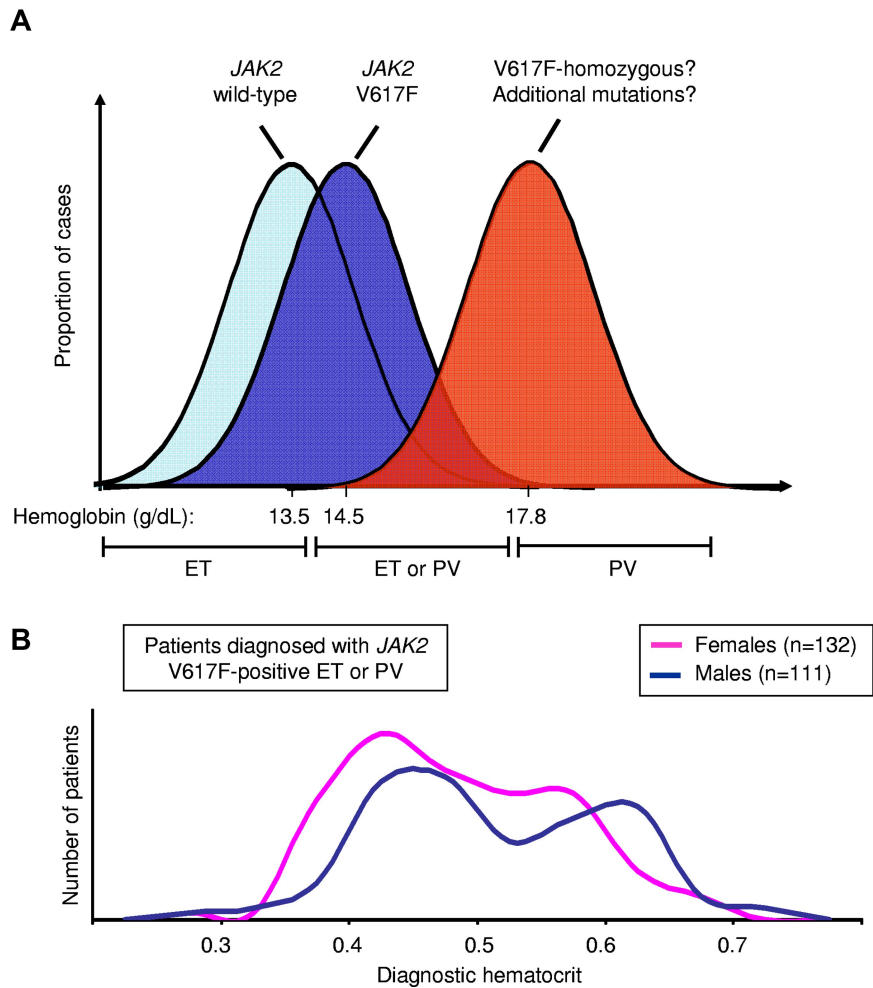 A
JAK2
wild-type
JAK2
V617F
V617F-homozygous?
Additional mutations?
Proportion of cases
Hemoglobin (g/dL):
13.5 14.5 17.8
ET
ET or PV
PV
B
Patients diagnosed with JAK2
V617F-positive ET or PV
Females (n=132)
Males (n=111)
Number of patients
0.3 0.4 0.5 0.6 0.7
Diagnostic hematocrit